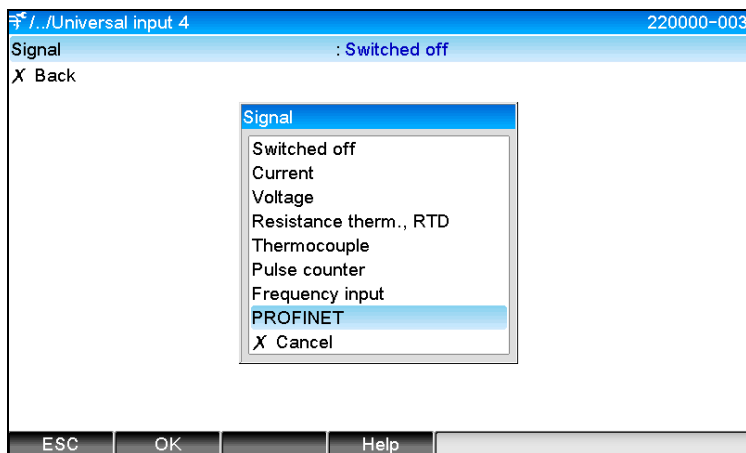 /../Universal input 4 220000-003
Signal : Switched off
X Back
Signal
Switched off
Current
Voltage
Resistance therm., RTD
Thermocouple
Pulse counter
Frequency input
PROFINET
X Cancel
ESC OK Help